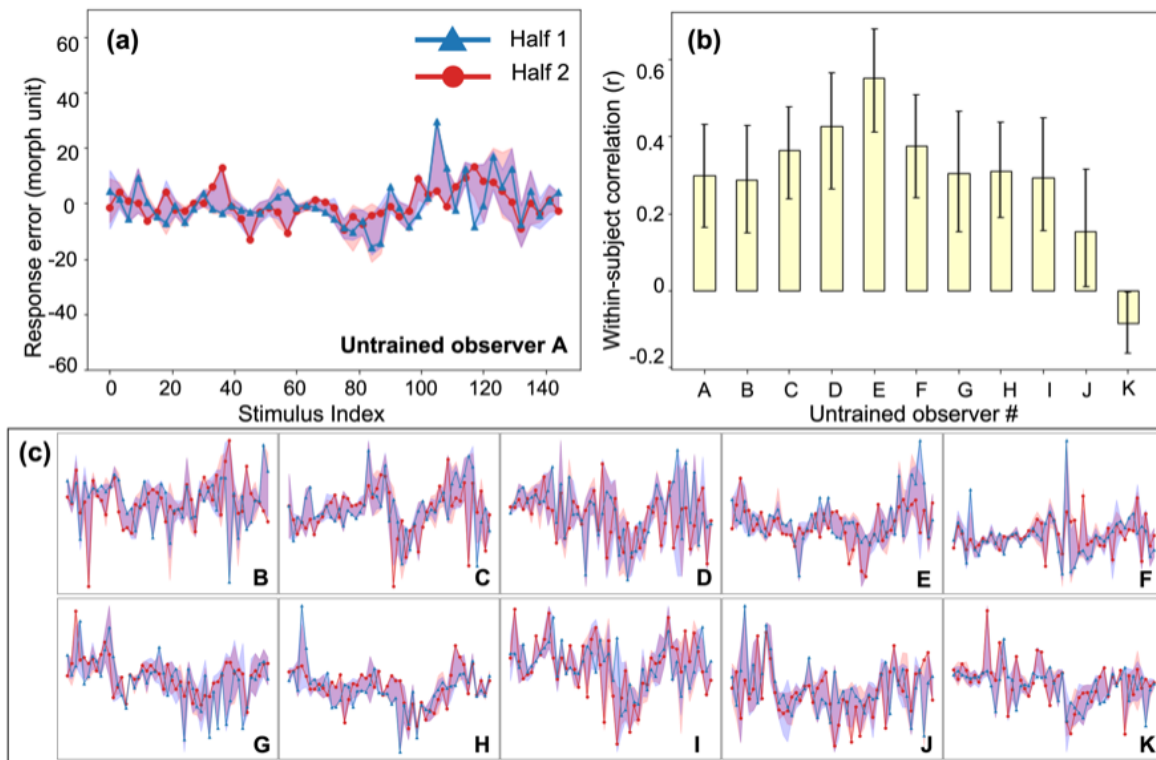 (a)
Half 1
Half 2
60
40
20
0
-20
-40
-60
Response error (morph unit)
Untrained observer A
0 20 40 60 80 100 120 140
Stimulus Index
(b)
0.6
0.4
0.2
0
-0.2
Within-subject correlation (r)
A B C D E F G H I J K
Untrained observer #
(c)
B C D E F
G H I J K